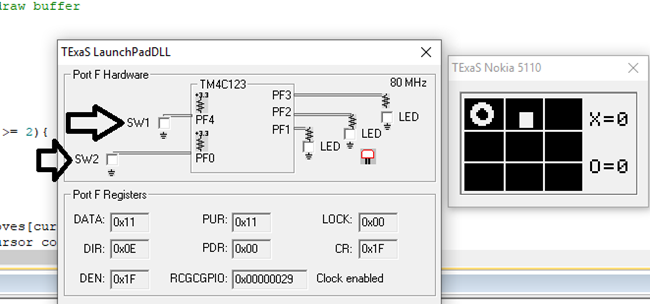 draw buffer
>= 2){
oves[cur
rsor co
TExaS LaunchPadDLL
Port F Hardware
TM4C123
80 MHz
+3.3
PF3
SW1
PF4
PF2
LED
+3.3
PF1
LED
SW2
PF0
LED
Port F Registers
DATA: 0x11 PUR: 0x11 LOCK: 0x00
DIR: 0x0E PDR: 0x00 CR: 0x1F
DEN: 0x1F RCGCGPIO: 0x00000029 Clock enabled
TExaS Nokia 5110
X=0
O=0